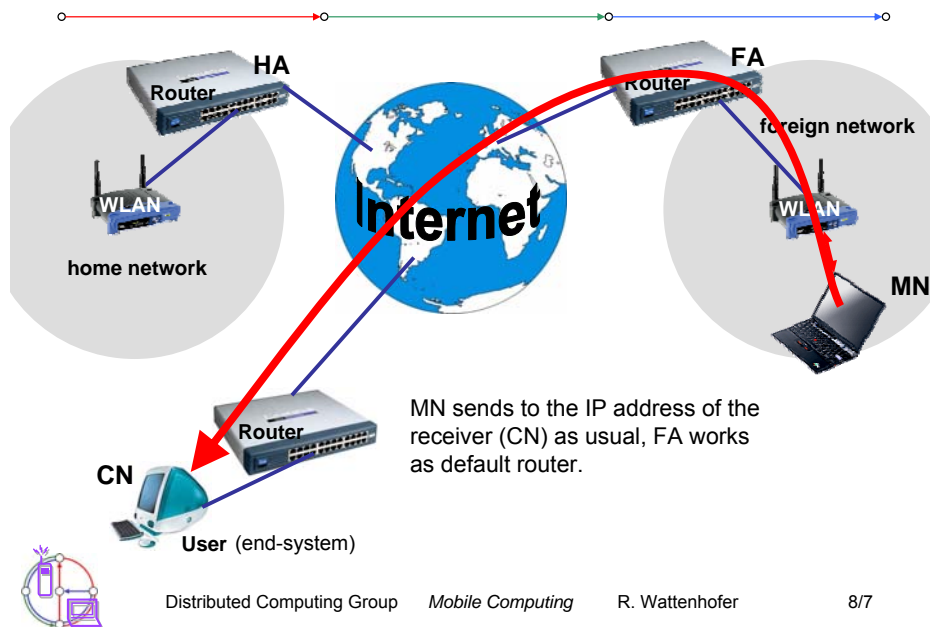 HA
Router
FA
Router
foreign network
WLAN
WLAN
Internet
home network
MN
MN sends to the IP address of the
receiver (CN) as usual, FA works
as default router.
Router
CN
User (end-system)
Distributed Computing Group Mobile Computing R. Wattenhofer 8/7